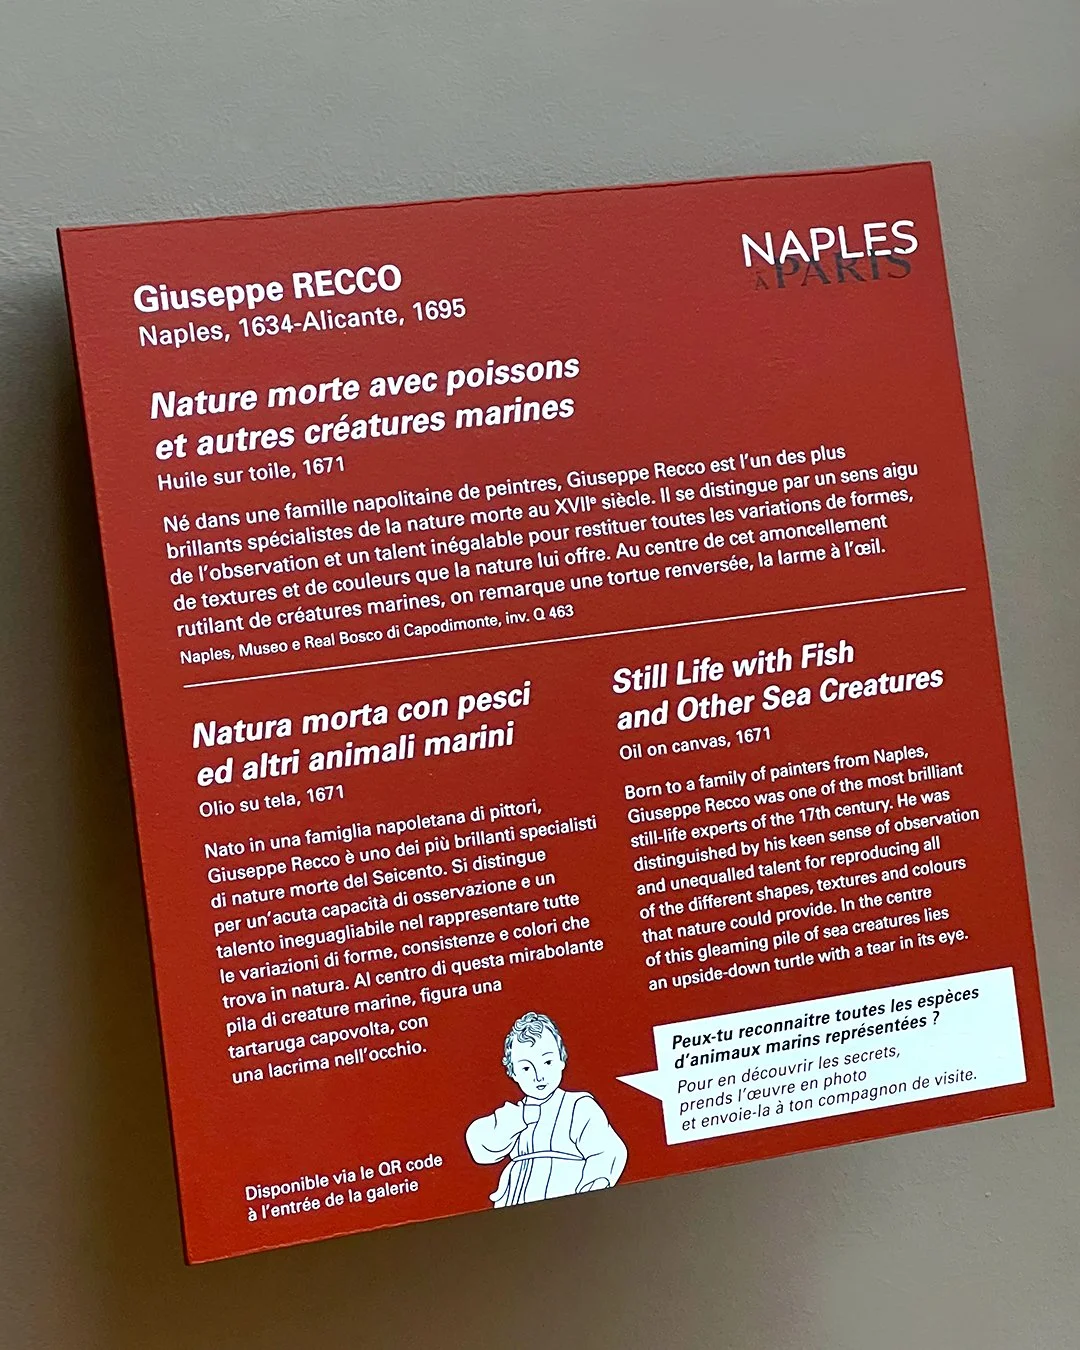 NAPLES
À PARIS
Giuseppe RECCO
Naples, 1634-Alicante, 1695
Nature morte avec poissons
et autres créatures marines
Huile sur toile, 1671
Né dans une famille napolitaine de peintres, Giuseppe Recco est l'un des plus
brillants spécialistes de la nature morte au XVIIe siècle. Il se distingue par un sens aigu
de l'observation et un talent inégalable pour restituer toutes les variations de formes,
de textures et de couleurs que la nature lui offre. Au centre de cet amoncellement
rutilant de créatures marines, on remarque une tortue renversée, la larme à l'œil.
Naples, Museo e Real Bosco di Capodimonte, inv. Q 463
Natura morta con pesci
ed altri animali marini
Olio su tela, 1671
Nato in una famiglia napoletana di pittori,
Giuseppe Recco è uno dei più brillanti specialisti
di nature morte del Seicento. Si distingue
per un'acuta capacità di osservazione e un
talento ineguagliabile nel rappresentare tutte
le variazioni di forme, consistenze e colori che
trova in natura. Al centro di questa mirabolante
pila di creature marine, figura una
tartaruga capovolta, con
una lacrima nell'occhio.
Still Life with Fish
and Other Sea Creatures
Oil on canvas, 1671
Born to a family of painters from Naples,
Giuseppe Recco was one of the most brilliant
still-life experts of the 17th century. He was
distinguished by his keen sense of observation
and unequalled talent for reproducing all
of the different shapes, textures and colours
that nature could provide. In the centre
of this gleaming pile of sea creatures lies
an upside-down turtle with a tear in its eye.
Peux-tu reconnaitre toutes les espèces
d'animaux marins représentées ?
Pour en découvrir les secrets,
prends l'œuvre en photo
et envoie-la à ton compagnon de visite.
Disponible via le QR code
à l'entrée de la galerie